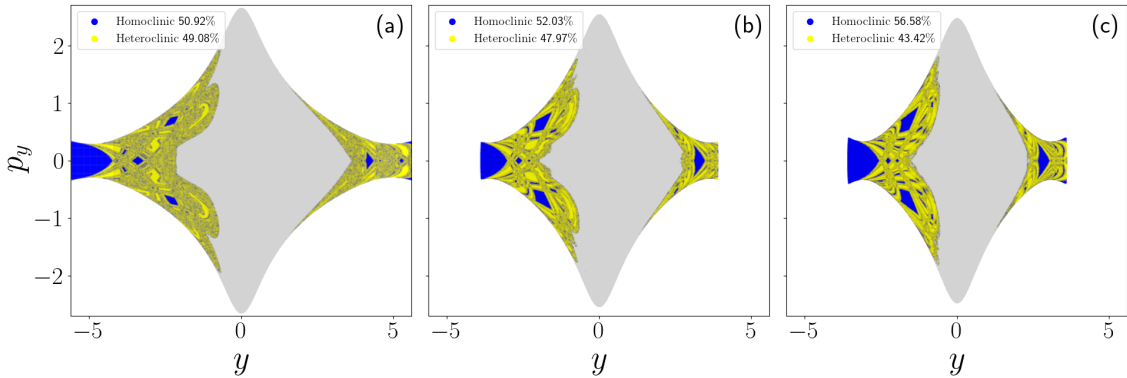 Homoclinic 50.92%
Heteroclinic 49.08%
(a)
Homoclinic 52.03%
Heteroclinic 47.97%
(b)
Homoclinic 56.58%
Heteroclinic 43.42%
(c)
2
1
0
−1
−2
p_y
−5 0 5
−5 0 5
−5 0 5
y
y
y